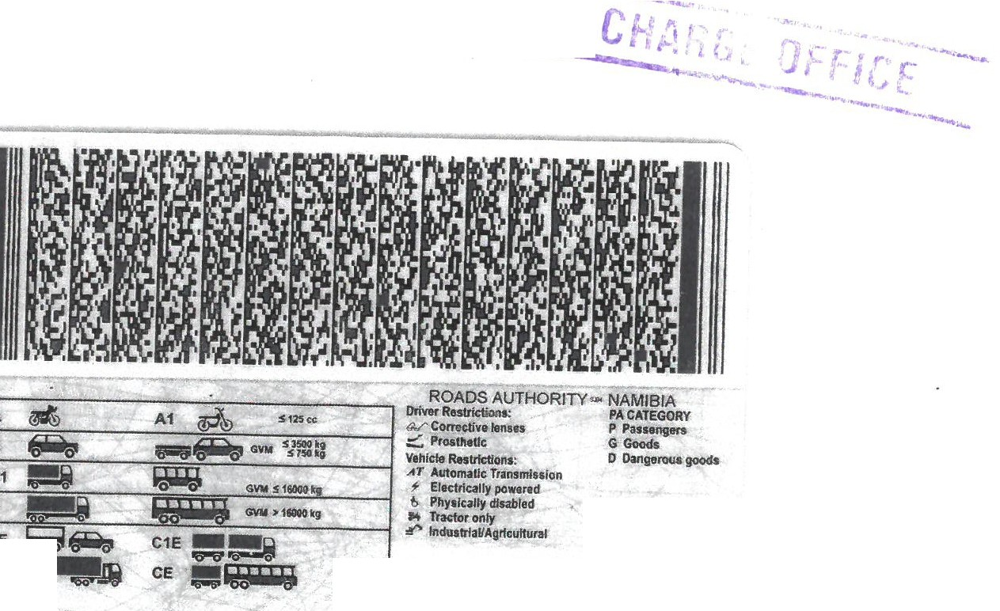 CHARGE OFFICE
ROADS AUTHORITY NAMIBIA
A1 ≤ 125 cc
GVM ≤ 3500 kg
≤ 750 kg
1
GVM ≤ 16000 kg
GVM > 16000 kg
E C1E
CE
Driver Restrictions:
Corrective lenses
Prosthetic
Vehicle Restrictions:
AT Automatic Transmission
Electrically powered
Physically disabled
Tractor only
Industrial/Agricultural
PA CATEGORY
P Passengers
G Goods
D Dangerous goods